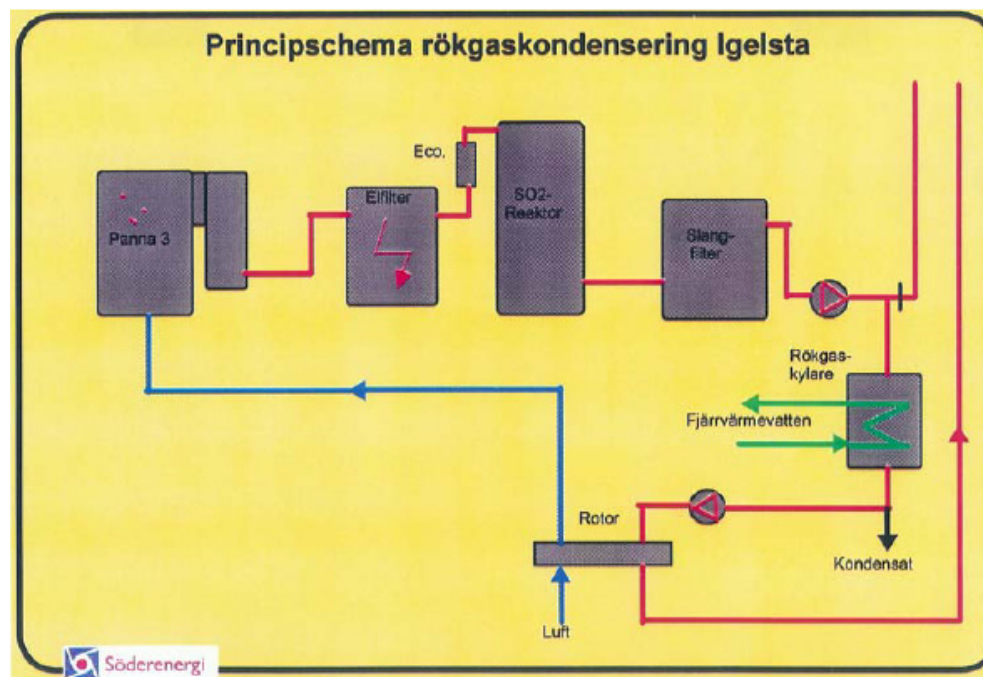 Principschema rökgaskondensering Igelsta
Eco.
Panna 3
Elfilter
SO2-
Reaktor
Slang-
filter
Rökgas-
kylare
Fjärrvärmevatten
Rotor
Kondensat
Luft
Söderenergi